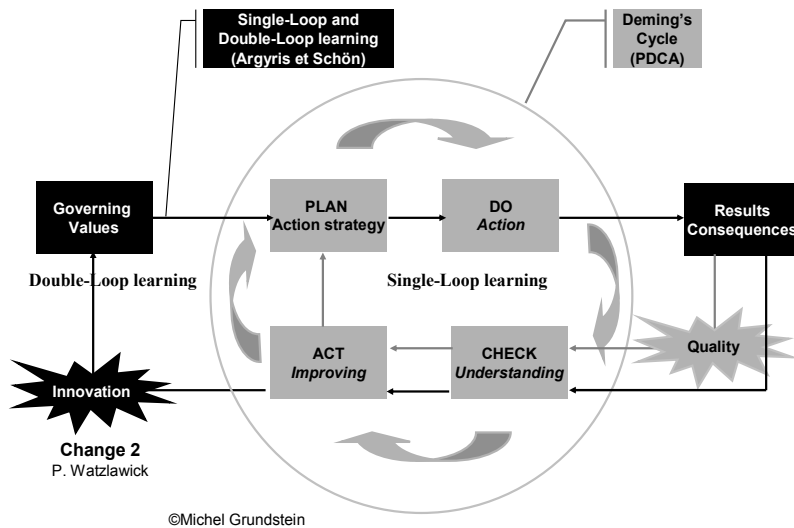 Single-Loop and
Double-Loop learning
(Argyris et Schön)
Deming's
Cycle
(PDCA)
Governing
Values
PLAN
Action strategy
DO
Action
Results
Consequences
Double-Loop learning
Single-Loop learning
ACT
Improving
CHECK
Understanding
Quality
Innovation
Change 2
P. Watzlawick
©Michel Grundstein